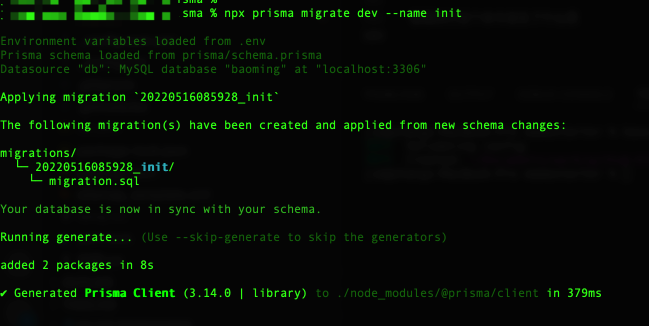 sma % npx prisma migrate dev --name init
Environment variables loaded from .env
Prisma schema loaded from prisma/schema.prisma
Datasource "db": MySQL database "baoming" at "localhost:3306"
Applying migration `20220516085928_init`
The following migration(s) have been created and applied from new schema changes:
migrations/
└─ 20220516085928_init/
└─ migration.sql
Your database is now in sync with your schema.
Running generate... (Use --skip-generate to skip the generators)
added 2 packages in 8s
✔ Generated Prisma Client (3.14.0 | library) to ./node_modules/@prisma/client in 379ms